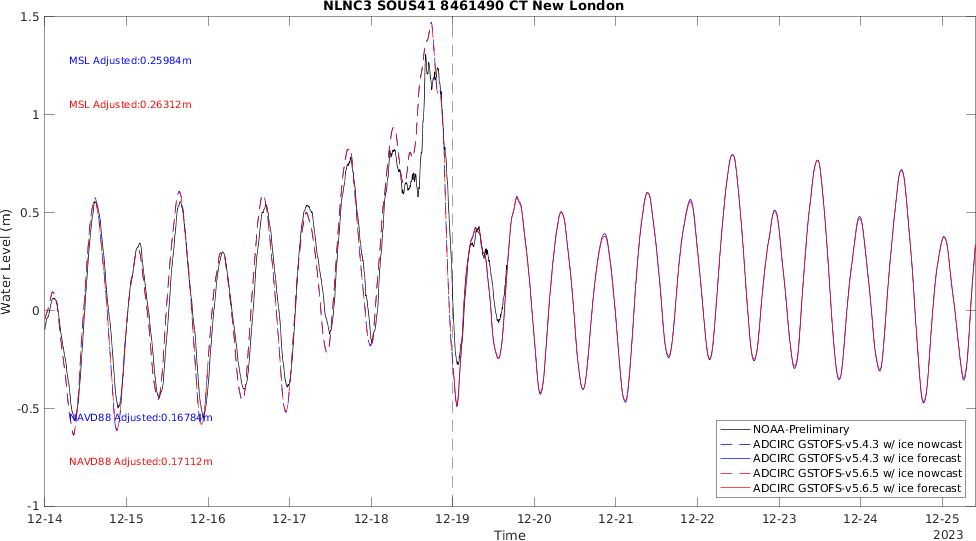 NLNC3 SOUS41 8461490 CT New London
1.5
1
0.5
0
-0.5
-1
Water Level (m)
MSL Adjusted:0.25984m
MSL Adjusted:0.26312m
NAVD88 Adjusted:0.16784m
NAVD88 Adjusted:0.17112m
NOAA-Preliminary
ADCIRC GSTOFS-v5.4.3 w/ ice nowcast
ADCIRC GSTOFS-v5.4.3 w/ ice forecast
ADCIRC GSTOFS-v5.6.5 w/ ice nowcast
ADCIRC GSTOFS-v5.6.5 w/ ice forecast
12-14 12-15 12-16 12-17 12-18 12-19 12-20 12-21 12-22 12-23 12-24 12-25
Time
2023